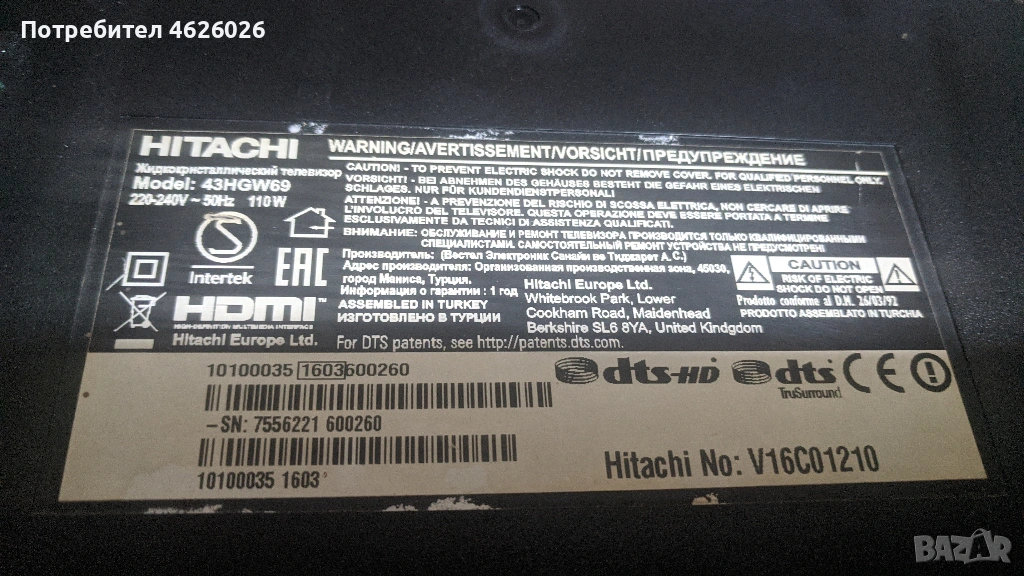 Потребител 4626026
HITACHI
Жидкокристаллический телевизор
Model: 43HGW69
220-240V ~ 50Hz 110W
Intertek
EAC
HDMI™
HIGH-DEFINITION MULTIMEDIA INTERFACE
Hitachi Europe Ltd.
WARNING/AVERTISSEMENT/VORSICHT/ПРЕДУПРЕЖДЕНИЕ
CAUTION! - TO PREVENT ELECTRIC SHOCK DO NOT REMOVE COVER. FOR QUALIFIED PERSONNEL ONLY.
VORSICHT! - BEI ABNEHMEN DES GEHÄUSES BESTEHT DIE GEFAHR EINES ELEKTRISCHEN
SCHLAGES. NUR FÜR KUNDENDIENSTPERSONAL!
ATTENZIONE! - A PREVENZIONE DEL RISCHIO DI SCOSSA ELETTRICA, NON CERCARE DI APRIRE
L'INVOLUCRO DEL TELEVISORE. QUESTA OPERAZIONE DEVE ESSERE PORTATA A TERMINE
ESCLUSIVAMENTE DA TECNICI DI ASSISTENZA QUALIFICATI.
ВНИМАНИЕ: ОБСЛУЖИВАНИЕ И РЕМОНТ ТЕЛЕВИЗОРА ПРОИЗВОДИТСЯ ТОЛЬКО КВАЛИФИЦИРОВАННЫМИ
СПЕЦИАЛИСТАМИ. САМОСТОЯТЕЛЬНЫЙ РЕМОНТ УСТРОЙСТВА НЕ ПРЕДУСМОТРЕН
Производитель: (Вестел Электроник Санайи ве Тиджарет А.С.)
Адрес производителя: Организованная производственная зона, 45030,
город Маниса, Турция.
Информация о гарантии : 1 год
ASSEMBLED IN TURKEY
ИЗГОТОВЛЕНО В ТУРЦИИ
Hitachi Europe Ltd.
Whitebrook Park, Lower
Cookham Road, Maidenhead
Berkshire SL6 8YA, United Kingdgom
For DTS patents, see http://patents.dts.com.
CAUTION
RISK OF ELECTRIC
SHOCK DO NOT OPEN
Prodotto conforme al D.M. 26/03/92
PRODOTTO ASSEMBLATO IN TURCHIA
10100035 1603 600260
-SN: 7556221 600260
10100035 1603
dts-HD
dts
TruSurround
CE
Hitachi No: V16C01210
BAZAR